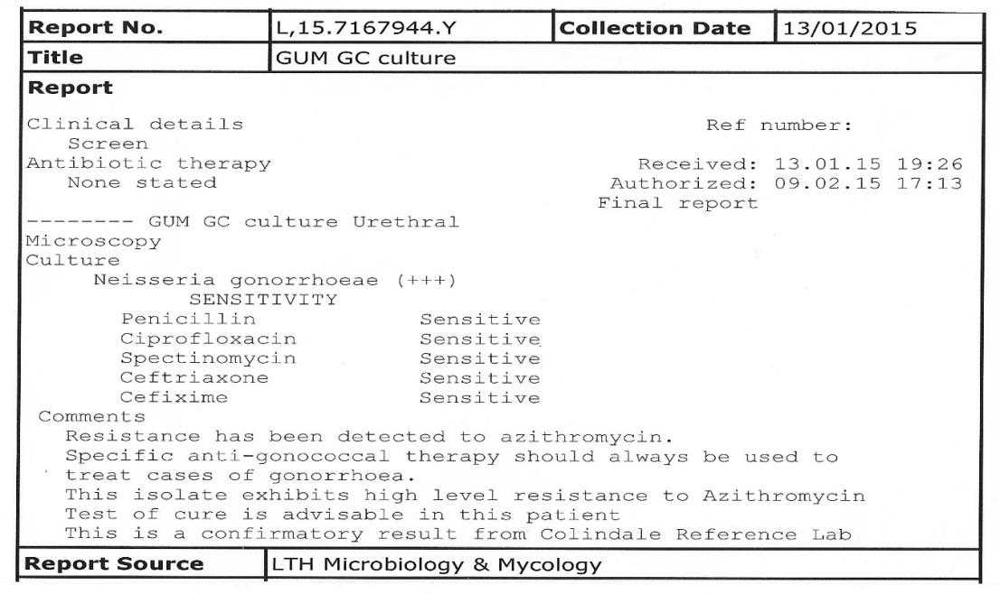 Report No. L,15.7167944.Y Collection Date 13/01/2015
Title GUM GC culture
Report
Clinical details Ref number:
Screen
Antibiotic therapy Received: 13.01.15 19:26
None stated Authorized: 09.02.15 17:13
Final report
-------- GUM GC culture Urethral
Microscopy
Culture
Neisseria gonorrhoeae (+++)
SENSITIVITY
Penicillin Sensitive
Ciprofloxacin Sensitive
Spectinomycin Sensitive
Ceftriaxone Sensitive
Cefixime Sensitive
Comments
Resistance has been detected to azithromycin.
Specific anti-gonococcal therapy should always be used to
treat cases of gonorrhoea.
This isolate exhibits high level resistance to Azithromycin
Test of cure is advisable in this patient
This is a confirmatory result from Colindale Reference Lab
Report Source LTH Microbiology & Mycology